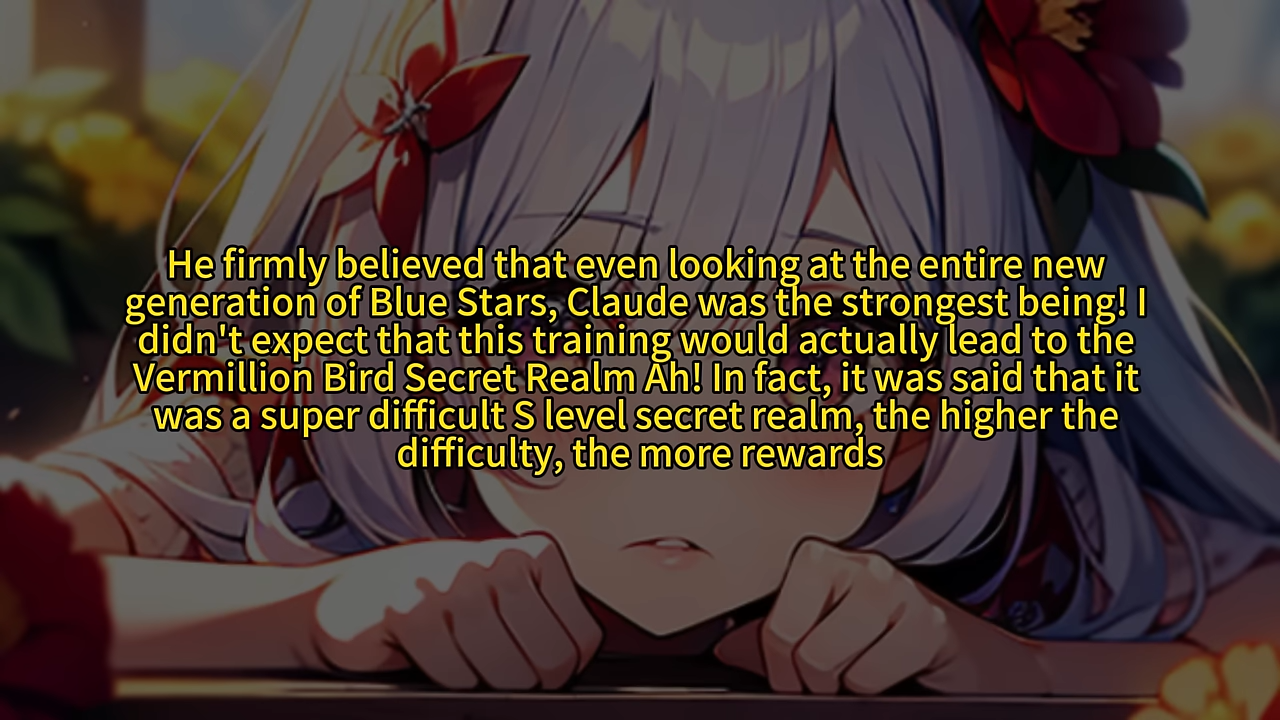 He firmly believed that even looking at the entire new
generation of Blue Stars, Claude was the strongest being! I
didn't expect that this training would actually lead to the
Vermillion Bird Secret Realm Ah! In fact, it was said that it
was a super difficult S level secret realm, the higher the
difficulty, the more rewards